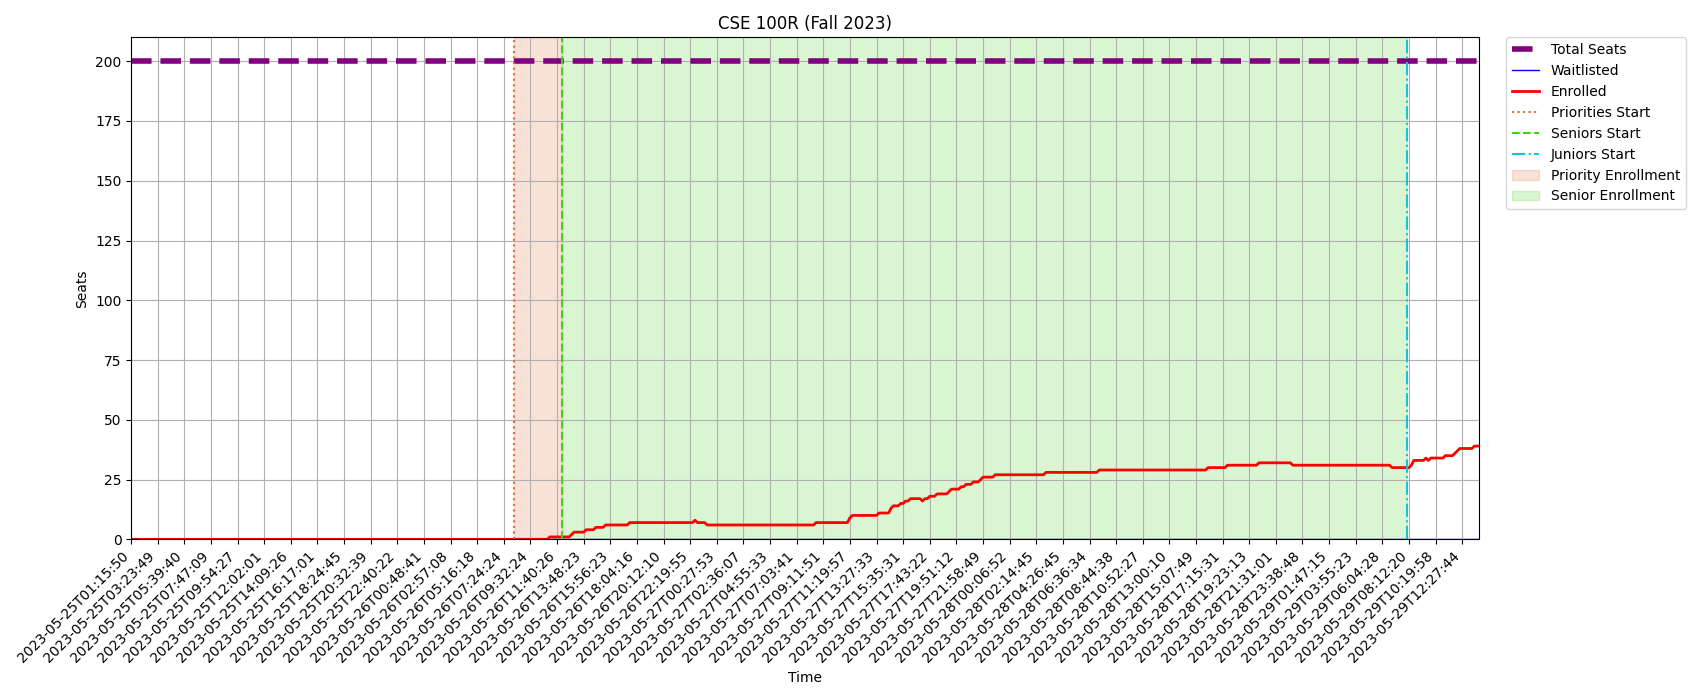 CSE 100R (Fall 2023)
Total Seats
Waitlisted
Enrolled
Priorities Start
Seniors Start
Juniors Start
Priority Enrollment
Senior Enrollment
Seats
200
175
150
125
100
75
50
25
0
2023-05-25T01:15:50
2023-05-25T03:23:49
2023-05-25T05:39:40
2023-05-25T07:47:09
2023-05-25T09:54:27
2023-05-25T12:02:01
2023-05-25T14:09:26
2023-05-25T16:17:01
2023-05-25T18:24:45
2023-05-25T20:32:39
2023-05-25T22:40:22
2023-05-26T00:48:41
2023-05-26T02:57:08
2023-05-26T05:16:18
2023-05-26T07:24:24
2023-05-26T09:32:24
2023-05-26T11:40:26
2023-05-26T13:48:23
2023-05-26T15:56:23
2023-05-26T18:04:16
2023-05-26T20:12:10
2023-05-26T22:19:55
2023-05-27T00:27:53
2023-05-27T02:36:07
2023-05-27T04:55:33
2023-05-27T07:03:41
2023-05-27T09:11:51
2023-05-27T11:19:57
2023-05-27T13:27:33
2023-05-27T15:35:31
2023-05-27T17:43:22
2023-05-27T19:51:12
2023-05-27T21:58:49
2023-05-28T00:06:52
2023-05-28T02:14:45
2023-05-28T04:26:45
2023-05-28T06:36:34
2023-05-28T08:44:38
2023-05-28T10:52:27
2023-05-28T13:00:10
2023-05-28T15:07:49
2023-05-28T17:15:31
2023-05-28T19:23:13
2023-05-28T21:31:01
2023-05-28T23:38:48
2023-05-29T01:47:15
2023-05-29T03:55:23
2023-05-29T06:04:28
2023-05-29T08:12:20
2023-05-29T10:19:58
2023-05-29T12:27:44
Time